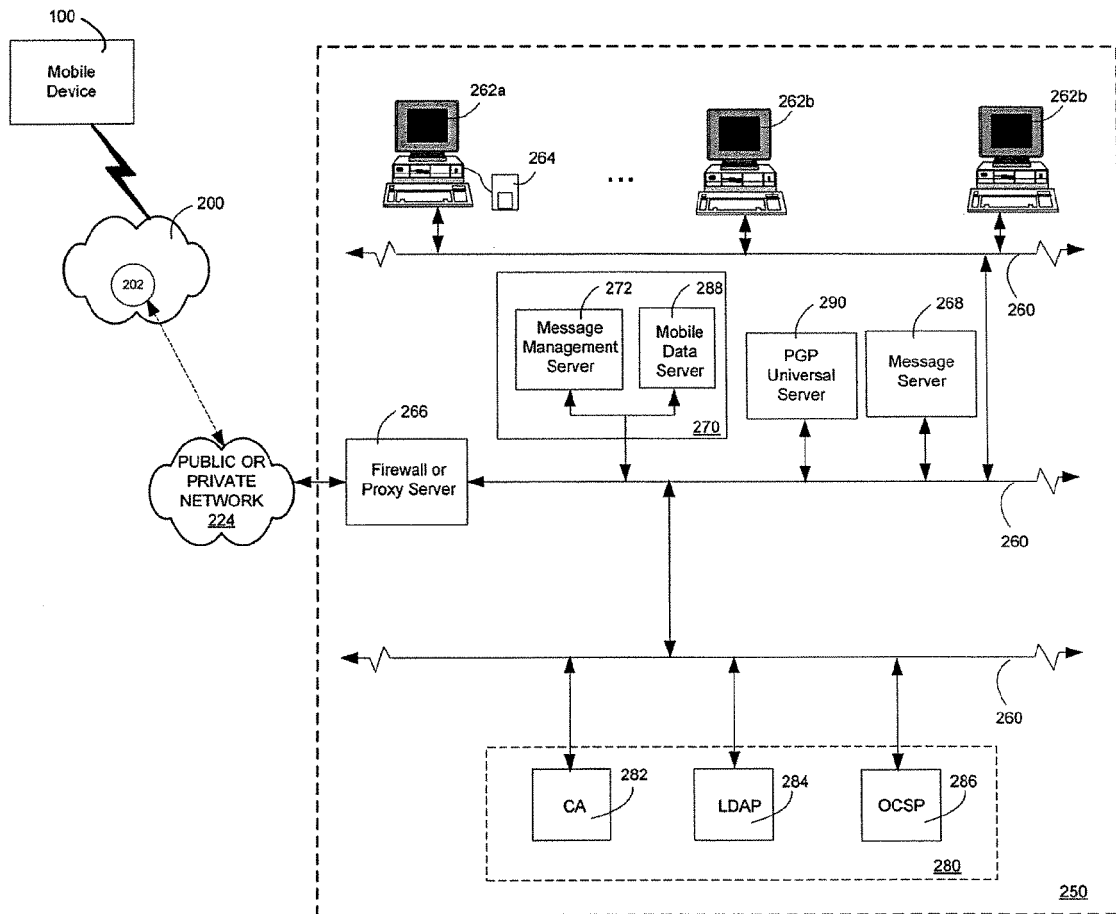 100
Mobile
Device
200
202
PUBLIC OR
PRIVATE
NETWORK
224
262a
262b
262b
264
...
260
272
288
Message
Management
Server
Mobile
Data
Server
270
290
PGP
Universal
Server
268
Message
Server
266
Firewall or
Proxy Server
260
260
CA
282
LDAP
284
OCSP
286
280
250